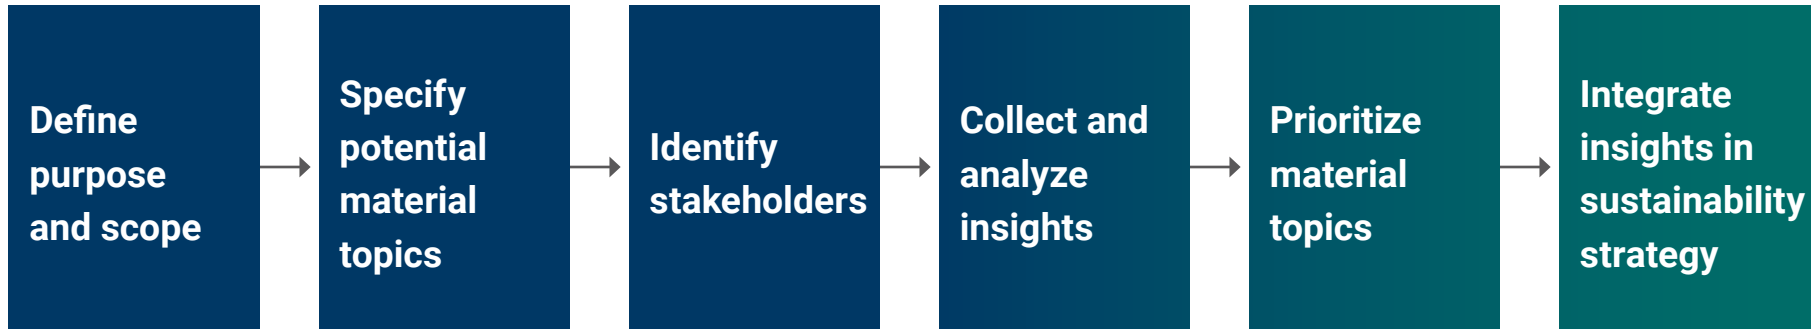 Define
purpose
and scope
Specify
potential
material
topics
Identify
stakeholders
Collect and
analyze
insights
Prioritize
material
topics
Integrate
insights in
sustainability
strategy